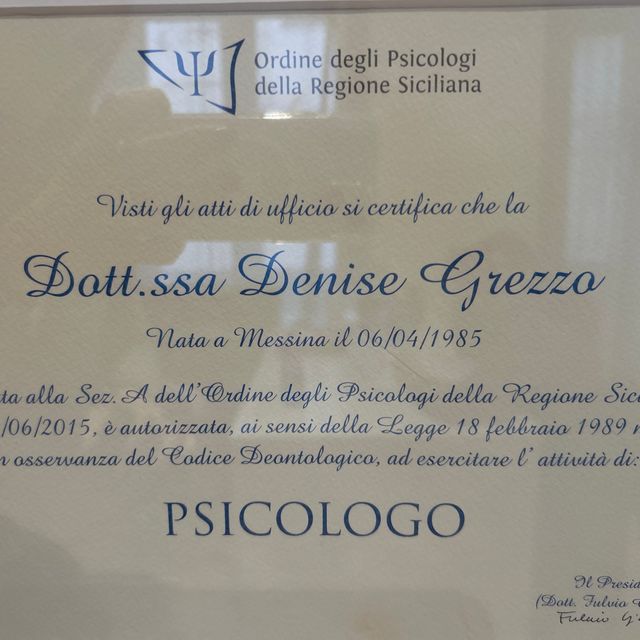 Ordine degli Psicologi
della Regione Siciliana
Visti gli atti di ufficio si certifica che la
Dott.ssa Denise Grezzo
Nata a Messina il 06/04/1985
alla Sez. A dell'Ordine degli Psicologi della Regione
/06/2015, è autorizzata, ai sensi della Legge 18 febbraio 1989
osservanza del Codice Deontologico, ad esercitare l'attività di:
PSICOLOGO
Il
(Dott. Fulvio
Fulvio